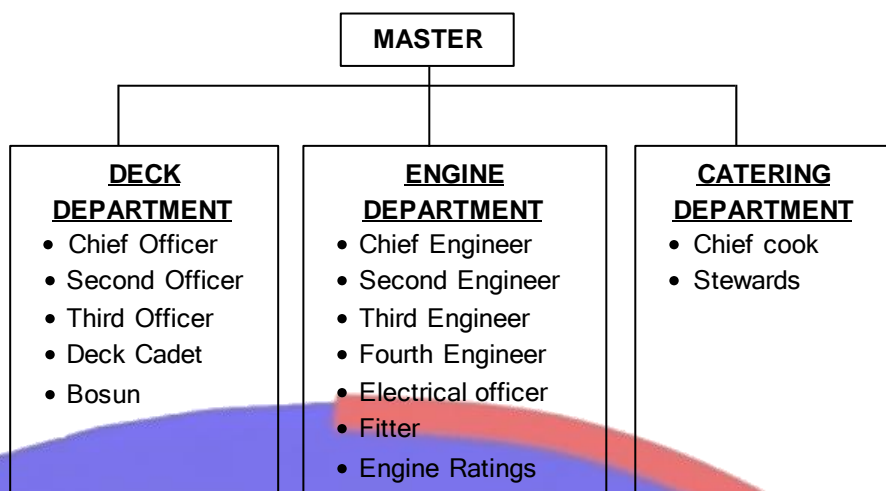 MASTER
DECK
DEPARTMENT
• Chief Officer
• Second Officer
• Third Officer
• Deck Cadet
• Bosun
ENGINE
DEPARTMENT
• Chief Engineer
• Second Engineer
• Third Engineer
• Fourth Engineer
• Electrical officer
• Fitter
• Engine Ratings
CATERING
DEPARTMENT
• Chief cook
• Stewards